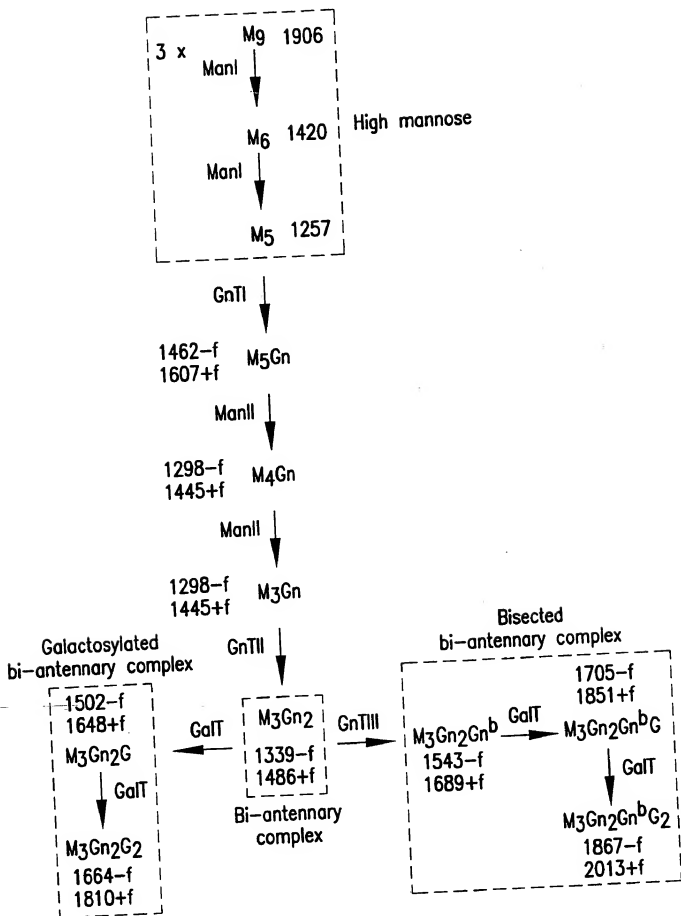 3 x
M9 1906
ManI
M6 1420
ManI
M5 1257
High mannose
GnTI
1462–f
1607+f
M5Gn
ManII
1298–f
1445+f
M4Gn
ManII
1298–f
1445+f
M3Gn
GnTII
Galactosylated
bi–antennary complex
1502–f
1648+f
M3Gn2G
GalT
M3Gn2G2
1664–f
1810+f
GalT
M3Gn2
1339–f
1486+f
Bi–antennary
complex
GnTIII
Bisected
bi–antennary complex
M3Gn2Gnb
1543–f
1689+f
GalT
1705–f
1851+f
M3Gn2GnbG
GalT
M3Gn2GnbG2
1867–f
2013+f